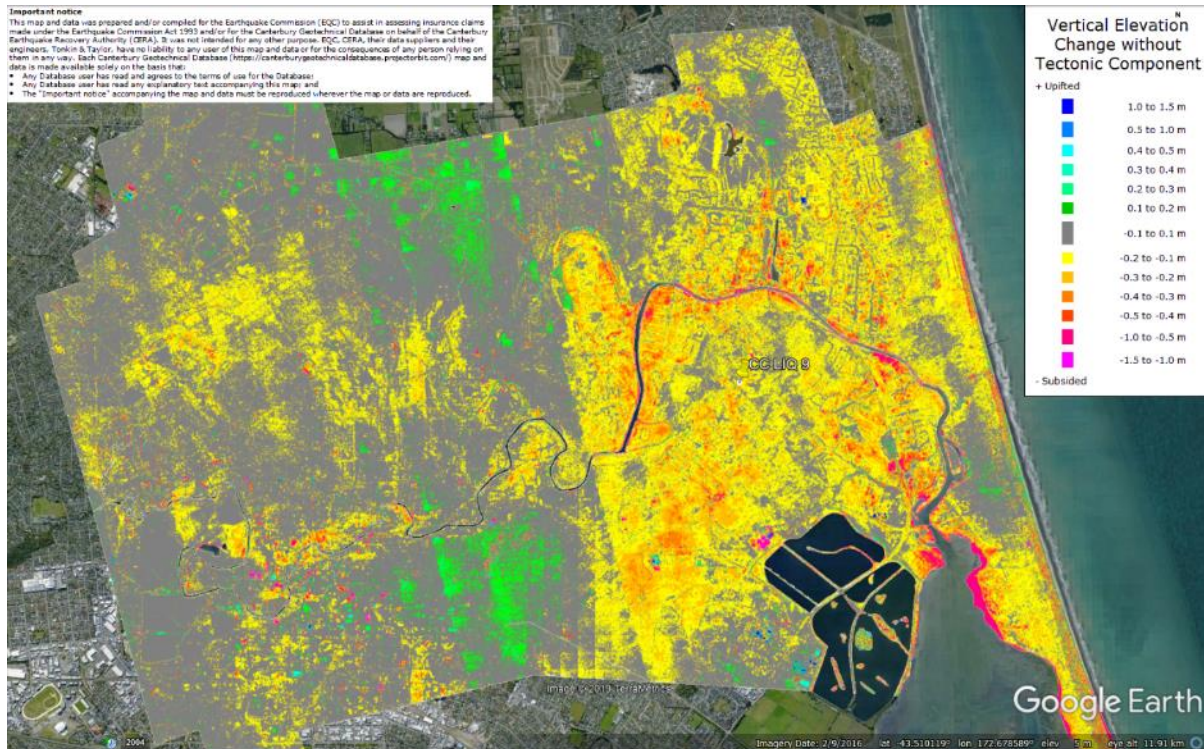 Important notice
This map and data was prepared and/or compiled for the Earthquake Commission (EQC) to assist in assessing insurance claims
made under the Earthquake Commission Act 1993 and/or for the Canterbury Geotechnical Database on behalf of the Canterbury
Earthquake Recovery Authority (CERA). It was not intended for any other purpose. EQC, CERA, their data suppliers and their
engineers, Tonkin & Taylor, have no liability to any user of this map and data or for the consequences of any person relying on
them in any way. Each Canterbury Geotechnical Database (https://canterburygeotechnicaldatabase.projectorbit.com/) map and
data is made available solely on the basis that:
• Any Database user has read and agrees to the terms of use for the Database;
• Any Database user has read any explanatory text accompanying this map; and
• The "Important notice" accompanying the map and data must be reproduced wherever the map or data are reproduced.
N
Vertical Elevation
Change without
Tectonic Component
+ Uplifted
1.0 to 1.5 m
0.5 to 1.0 m
0.4 to 0.5 m
0.3 to 0.4 m
0.2 to 0.3 m
0.1 to 0.2 m
-0.1 to 0.1 m
-0.2 to -0.1 m
-0.3 to -0.2 m
-0.4 to -0.3 m
-0.5 to -0.4 m
-1.0 to -0.5 m
-1.5 to -1.0 m
- Subsided
CC LIQ 9
Image © 2019 TerraMetrics
Google Earth
2004
Imagery Date: 2/9/2016 lat -43.510119° lon 172.678589° elev 5 m eye alt 11.91 km